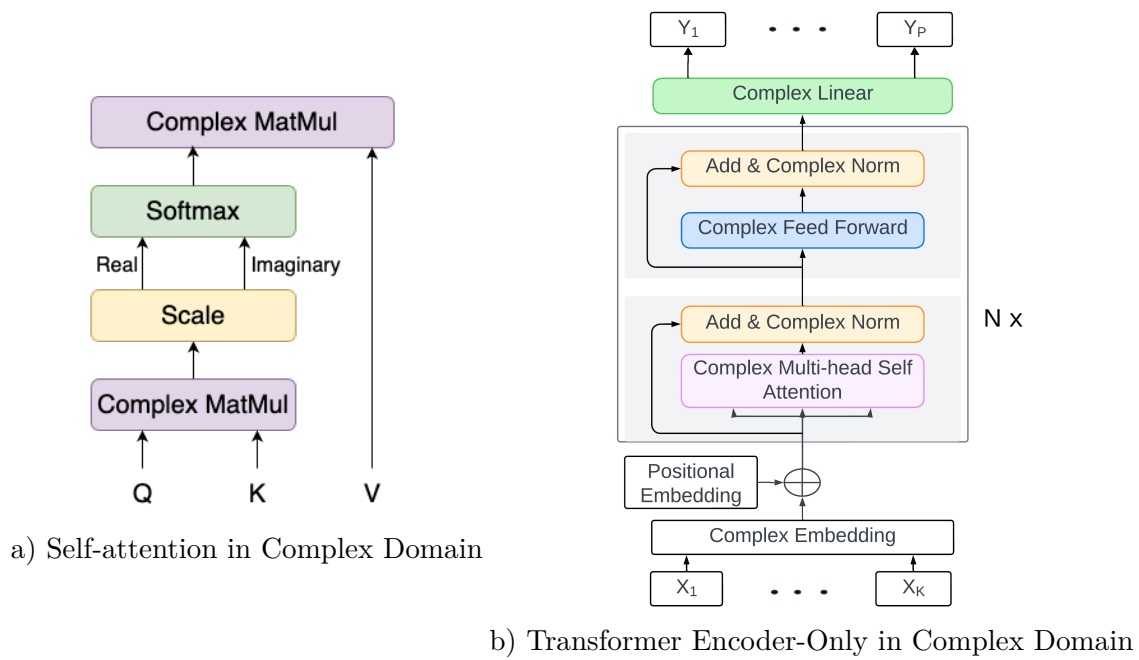 Complex MatMul
Softmax
Real
Imaginary
Scale
Complex MatMul
Q
K
V
a) Self-attention in Complex Domain
Y1
YP
Complex Linear
Add & Complex Norm
Complex Feed Forward
Add & Complex Norm
Complex Multi-head Self
Attention
N x
Positional
Embedding
Complex Embedding
X1
XK
b) Transformer Encoder-Only in Complex Domain